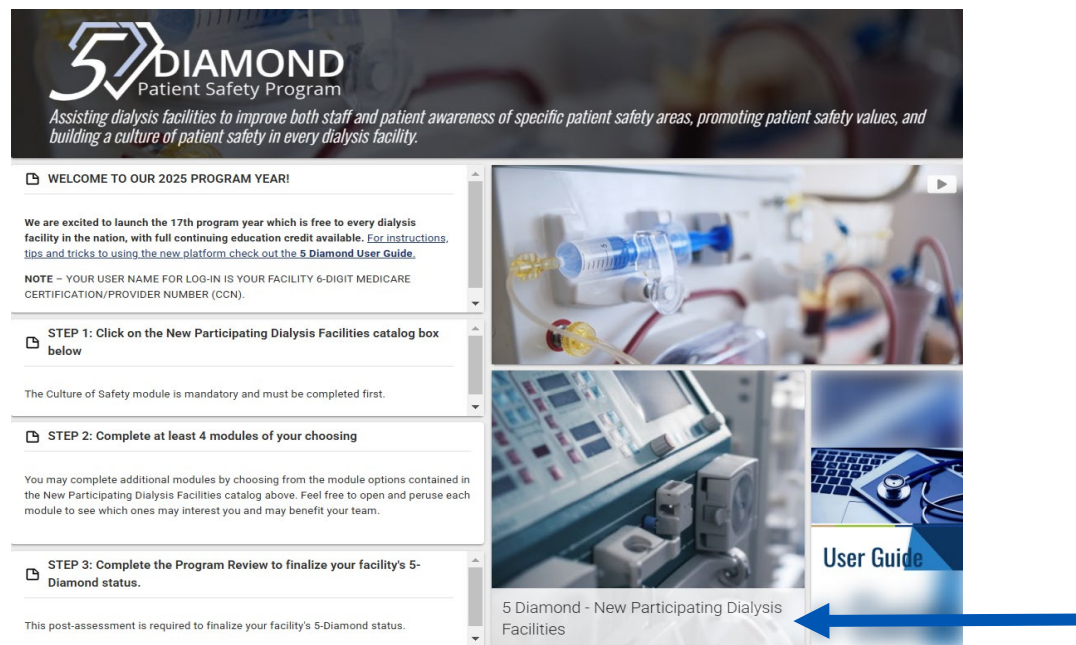 5 DIAMOND
Patient Safety Program
Assisting dialysis facilities to improve both staff and patient awareness of specific patient safety areas, promoting patient safety values, and
building a culture of patient safety in every dialysis facility.
WELCOME TO OUR 2025 PROGRAM YEAR!
We are excited to launch the 17th program year which is free to every dialysis
facility in the nation, with full continuing education credit available. For instructions,
tips and tricks to using the new platform check out the 5 Diamond User Guide.
NOTE – YOUR USER NAME FOR LOG-IN IS YOUR FACILITY 6-DIGIT MEDICARE
CERTIFICATION/PROVIDER NUMBER (CCN).
STEP 1: Click on the New Participating Dialysis Facilities catalog box
below
The Culture of Safety module is mandatory and must be completed first.
STEP 2: Complete at least 4 modules of your choosing
You may complete additional modules by choosing from the module options contained in
the New Participating Dialysis Facilities catalog above. Feel free to open and peruse each
module to see which ones may interest you and may benefit your team.
STEP 3: Complete the Program Review to finalize your facility's 5-
Diamond status.
This post-assessment is required to finalize your facility's 5-Diamond status.
5 Diamond - New Participating Dialysis
Facilities
User Guide